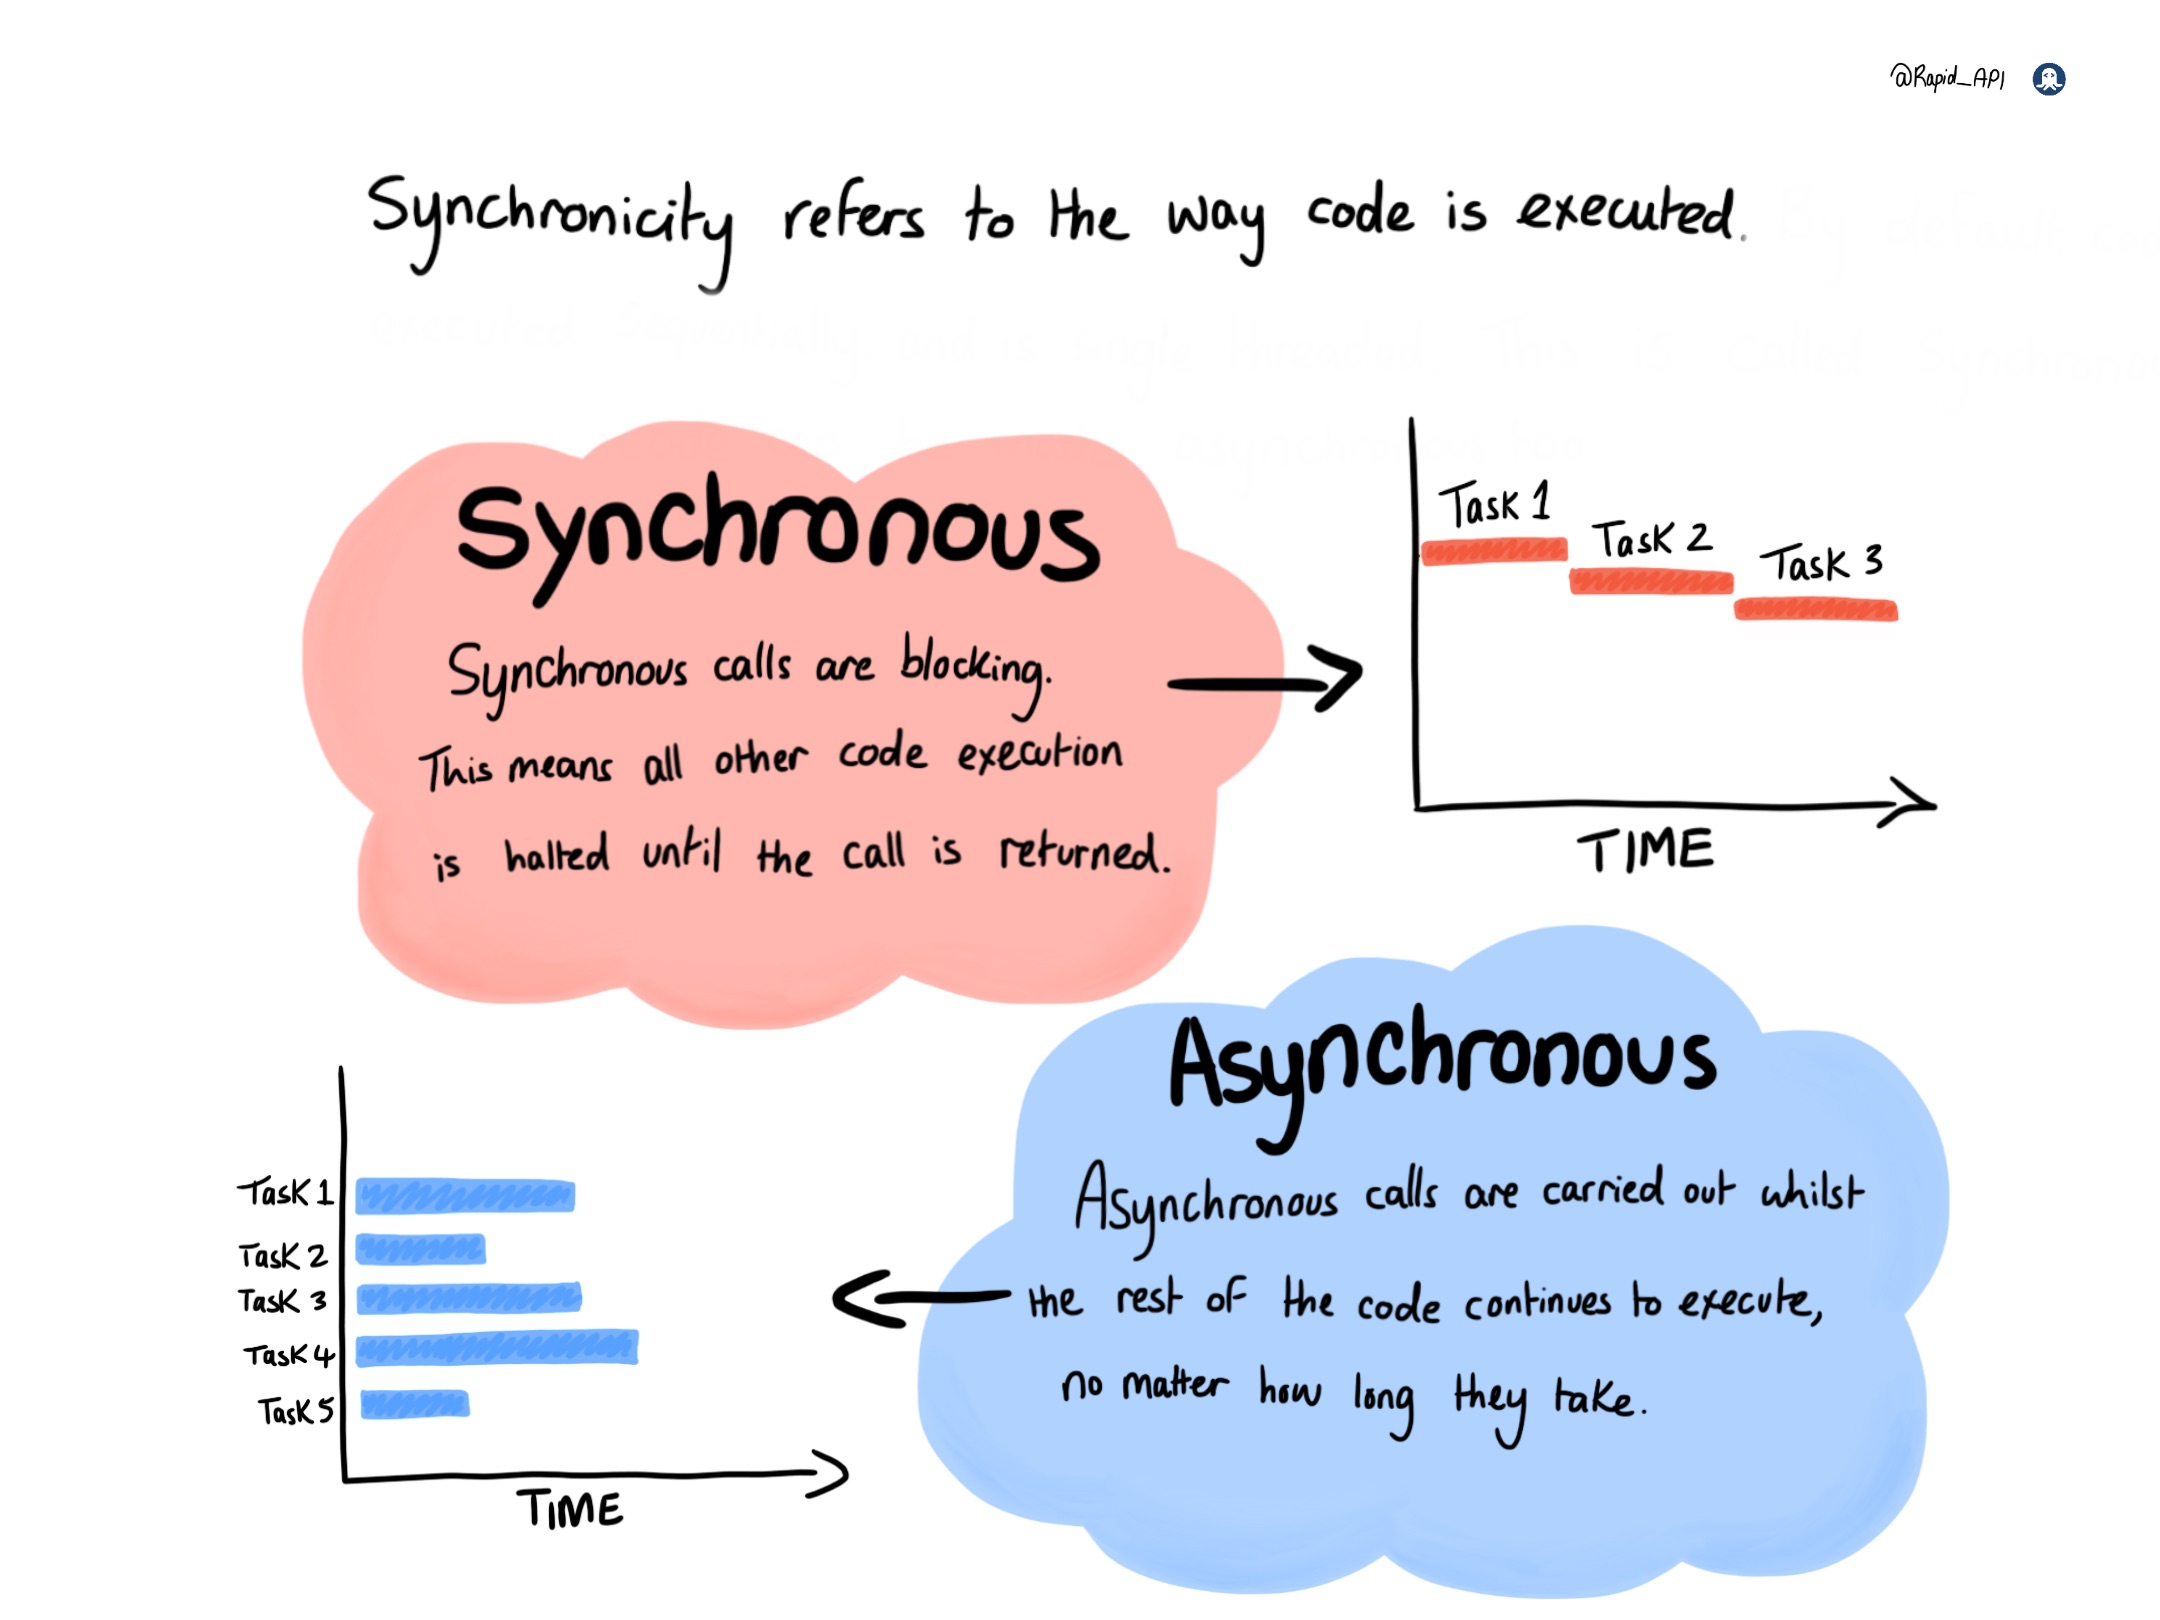 @Rapid_API
Synchronicity refers to the way code is executed.
Synchronous
Synchronous calls are blocking.
This means all other code execution
is halted until the call is returned.
Task 1
Task 2
Task 3
TIME
Asynchronous
Asynchronous calls are carried out whilst
the rest of the code continues to execute,
no matter how long they take.
Task 1
Task 2
Task 3
Task 4
Task 5
TIME